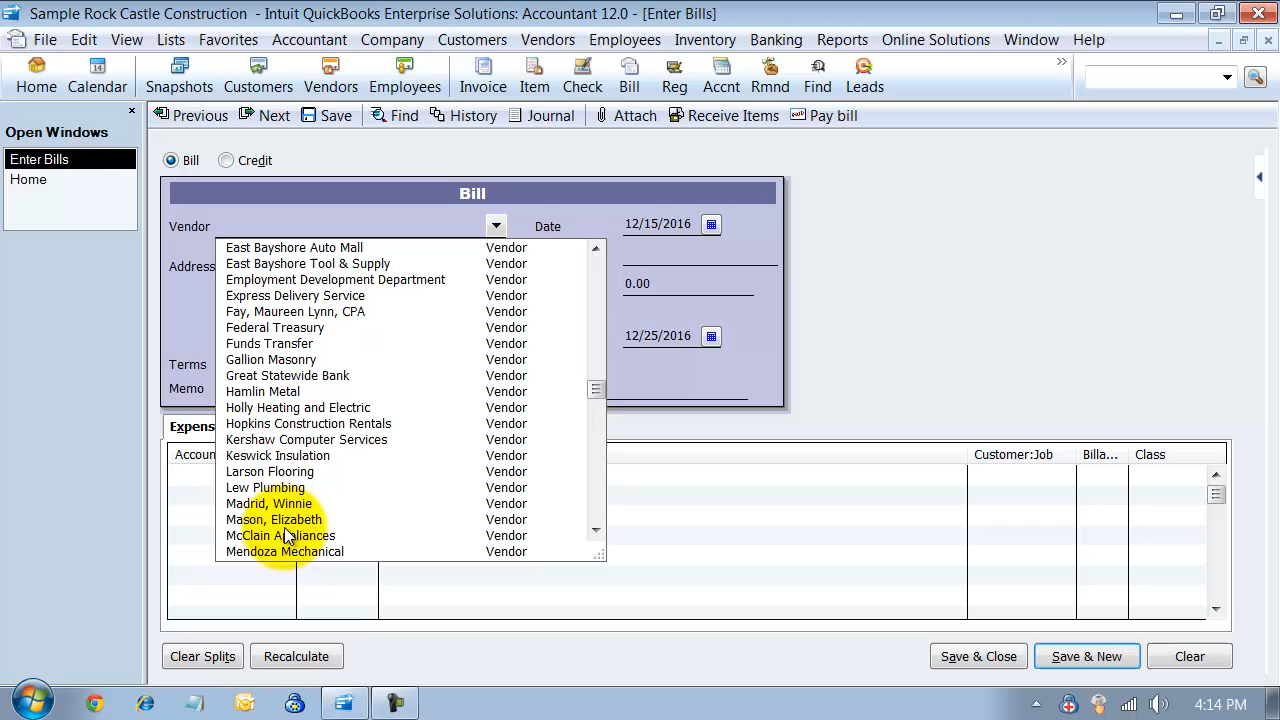 Sample Rock Castle Construction - Intuit QuickBooks Enterprise Solutions: Accountant 12.0 - [Enter Bills]
File Edit View Lists Favorites Accountant Company Customers Vendors Employees Inventory Banking Reports Online Solutions Window Help
Home Calendar Snapshots Customers Vendors Employees Invoice Item Check Bill Reg Accnt Rmnd Find Leads
Previous Next Save Find History Journal Attach Receive Items Pay bill
Open Windows
Enter Bills
Home
Bill Credit
Bill
Vendor Date 12/15/2016
Address
0.00
12/25/2016
Terms
Memo
East Bayshore Auto Mall Vendor
East Bayshore Tool & Supply Vendor
Employment Development Department Vendor
Express Delivery Service Vendor
Fay, Maureen Lynn, CPA Vendor
Federal Treasury Vendor
Funds Transfer Vendor
Gallion Masonry Vendor
Great Statewide Bank Vendor
Hamlin Metal Vendor
Holly Heating and Electric Vendor
Hopkins Construction Rentals Vendor
Kershaw Computer Services Vendor
Keswick Insulation Vendor
Larson Flooring Vendor
Lew Plumbing Vendor
Madrid, Winnie Vendor
Mason, Elizabeth Vendor
McClain Appliances Vendor
Mendoza Mechanical Vendor
Expens
Accoun Customer:Job Billa... Class
Clear Splits Recalculate Save & Close Save & New Clear
4:14 PM